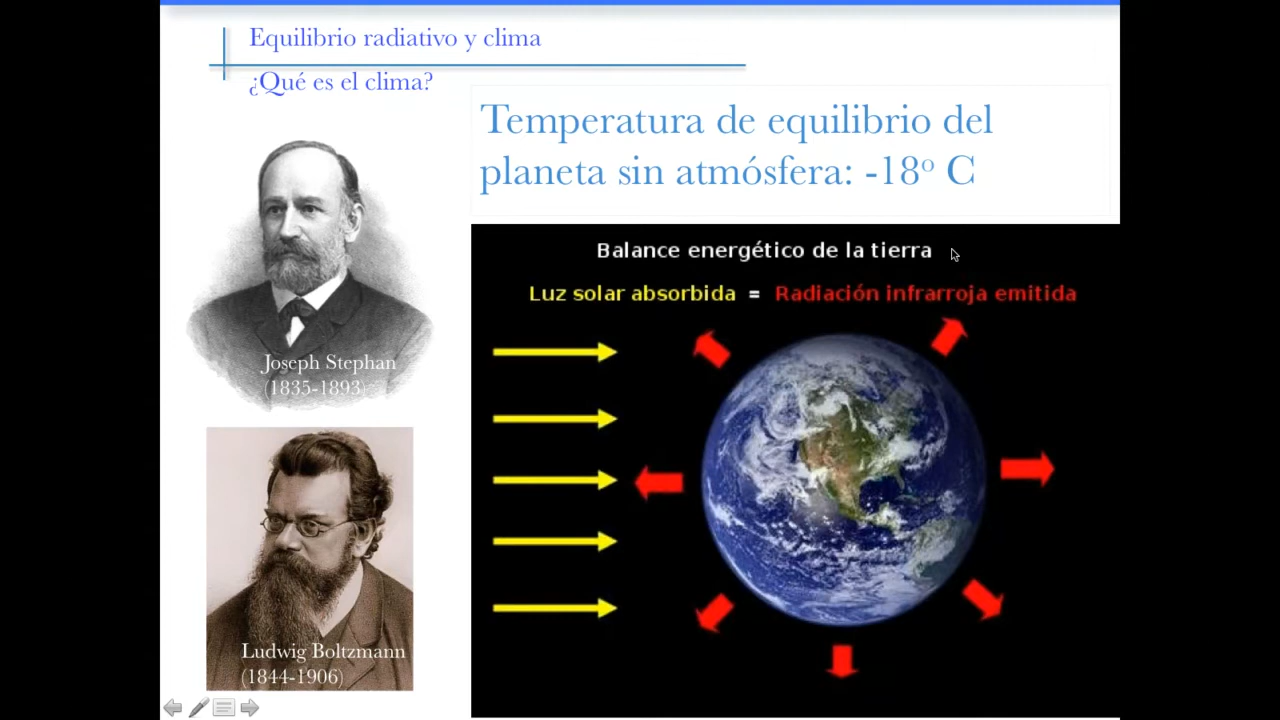 Equilibrio radiativo y clima
¿Qué es el clima?
Temperatura de equilibrio del
planeta sin atmósfera: -18º C
Joseph Stephan
(1835-1893)
Ludwig Boltzmann
(1844-1906)
Balance energético de la tierra
Luz solar absorbida = Radiación infrarroja emitida